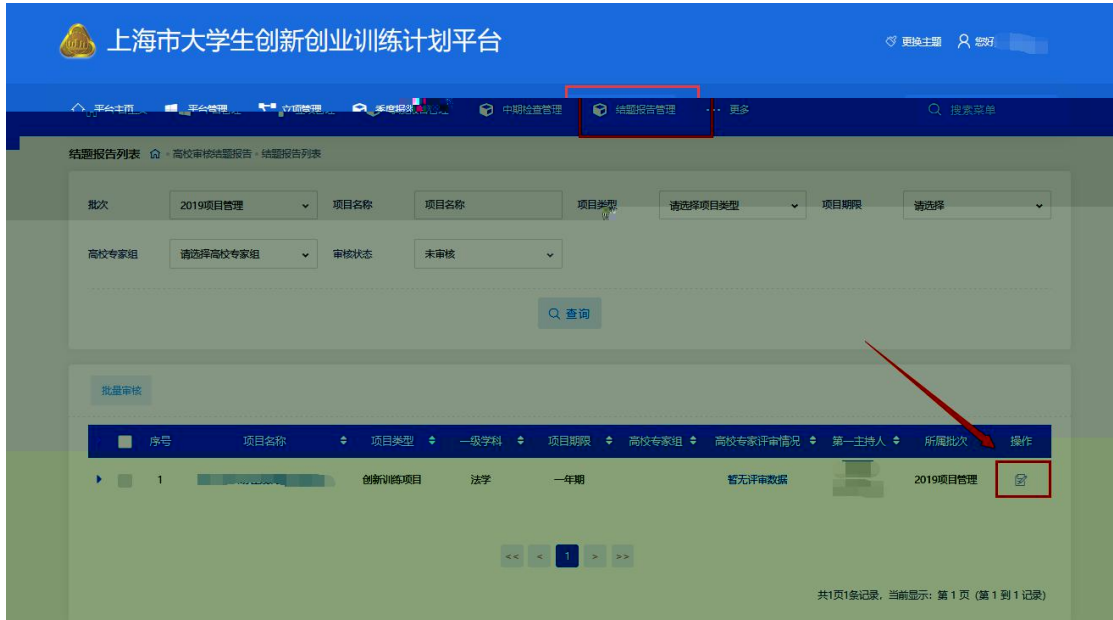 上海市大学生创新创业训练计划平台
更换主题 您好
平台主页 平台管理 立项管理 中期检查管理 结题报告管理 ··· 更多 搜索菜单
结题报告列表 高校审核结题报告 结题报告列表
批次 2019项目管理 项目名称 项目名称 项目类型 请选择项目类型 项目期限 请选择
高校专家组 请选择高校专家组 审核状态 未审核
查询
批量审核
序号 项目名称 项目类型 一级学科 项目期限 高校专家组 高校专家评审情况 第一主持人 所属批次 操作
1 创新训练项目 法学 一年期 暂无评审数据 2019项目管理
<< < 1 > >>
共1页1条记录，当前显示：第 1 页 (第 1 到 1 记录)